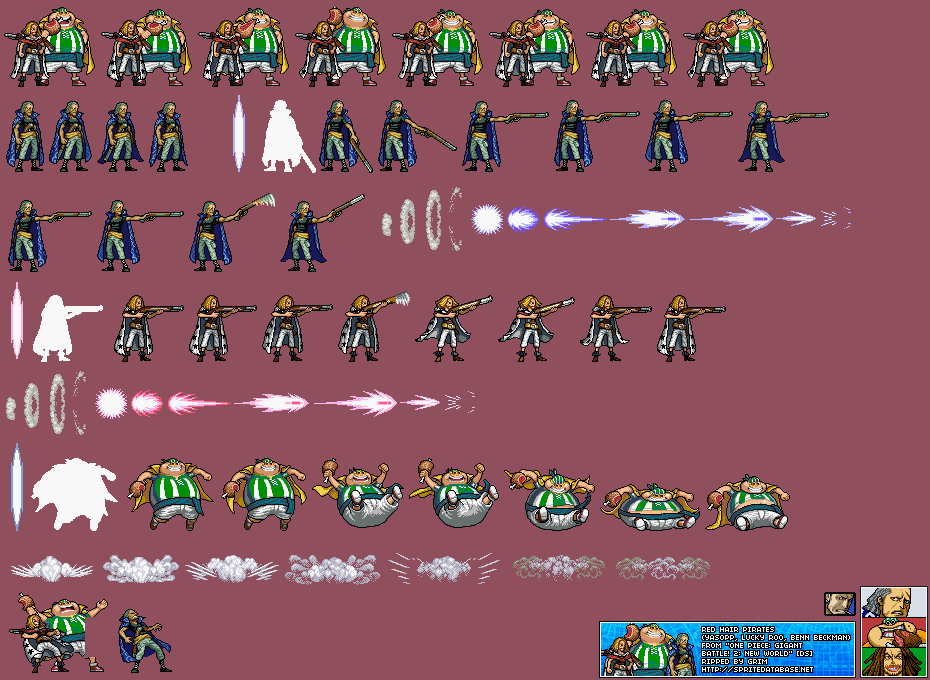 RED HAIR PIRATES
(YASOPP, LUCKY ROO, BENN BECKMAN)
FROM "ONE PIECE GIGANT
BATTLE! 2: NEW WORLD" [DS]
RIPPED BY GRIM
HTTP://SPRITEDATABASE.NET